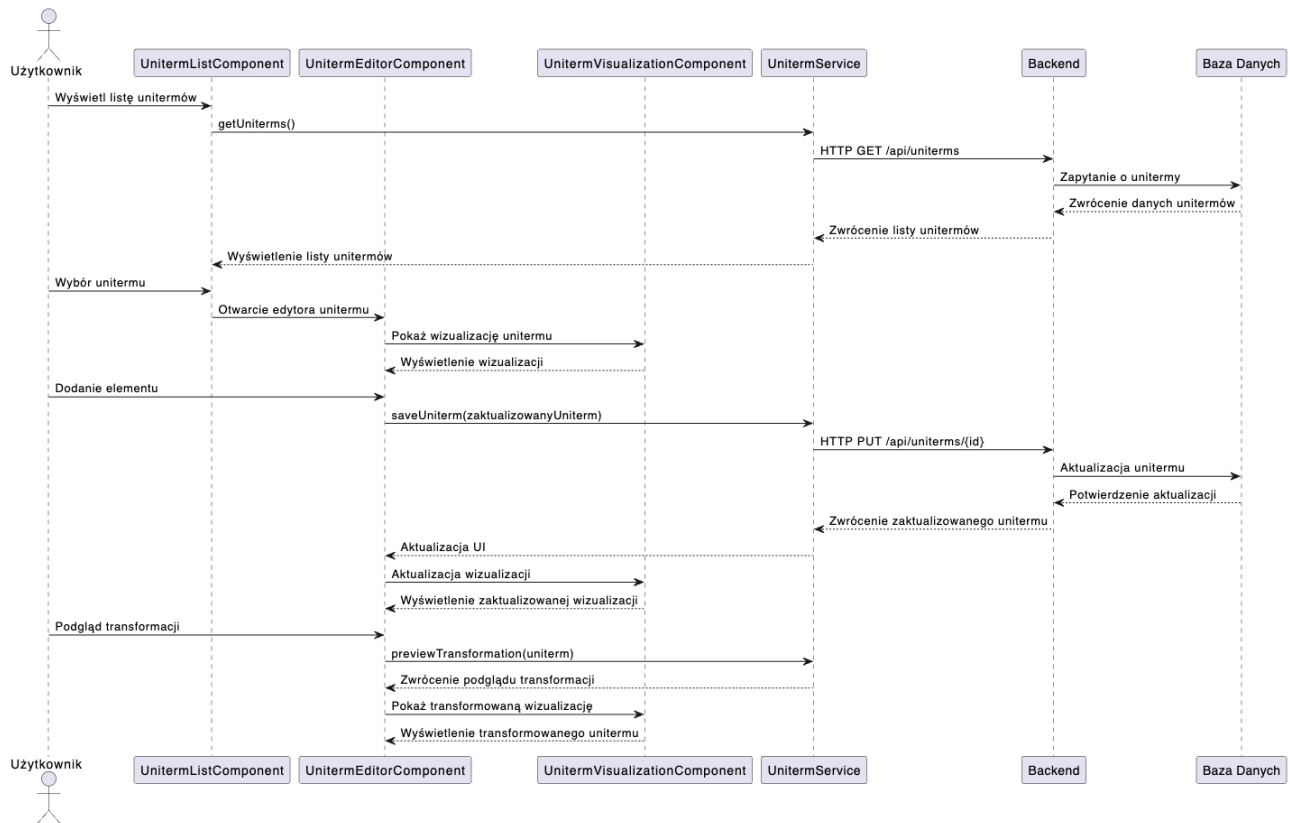 Użytkownik
UnitermListComponent
UnitermEditorComponent
UnitermVisualizationComponent
UnitermService
Backend
Baza Danych
Wyświetl listę unitermów
getUniterms()
HTTP GET /api/uniterms
Zapytanie o unitermy
Zwrócenie danych unitermów
Zwrócenie listy unitermów
Wyświetlenie listy unitermów
Wybór unitermu
Otwarcie edytora unitermu
Pokaż wizualizację unitermu
Wyświetlenie wizualizacji
Dodanie elementu
saveUniterm(zaktualizowanyUniterm)
HTTP PUT /api/uniterms/{id}
Aktualizacja unitermu
Potwierdzenie aktualizacji
Zwrócenie zaktualizowanego unitermu
Aktualizacja UI
Aktualizacja wizualizacji
Wyświetlenie zaktualizowanej wizualizacji
Podgląd transformacji
previewTransformation(uniterm)
Zwrócenie podglądu transformacji
Pokaż transformowaną wizualizację
Wyświetlenie transformowanego unitermu
Użytkownik
UnitermListComponent
UnitermEditorComponent
UnitermVisualizationComponent
UnitermService
Backend
Baza Danych